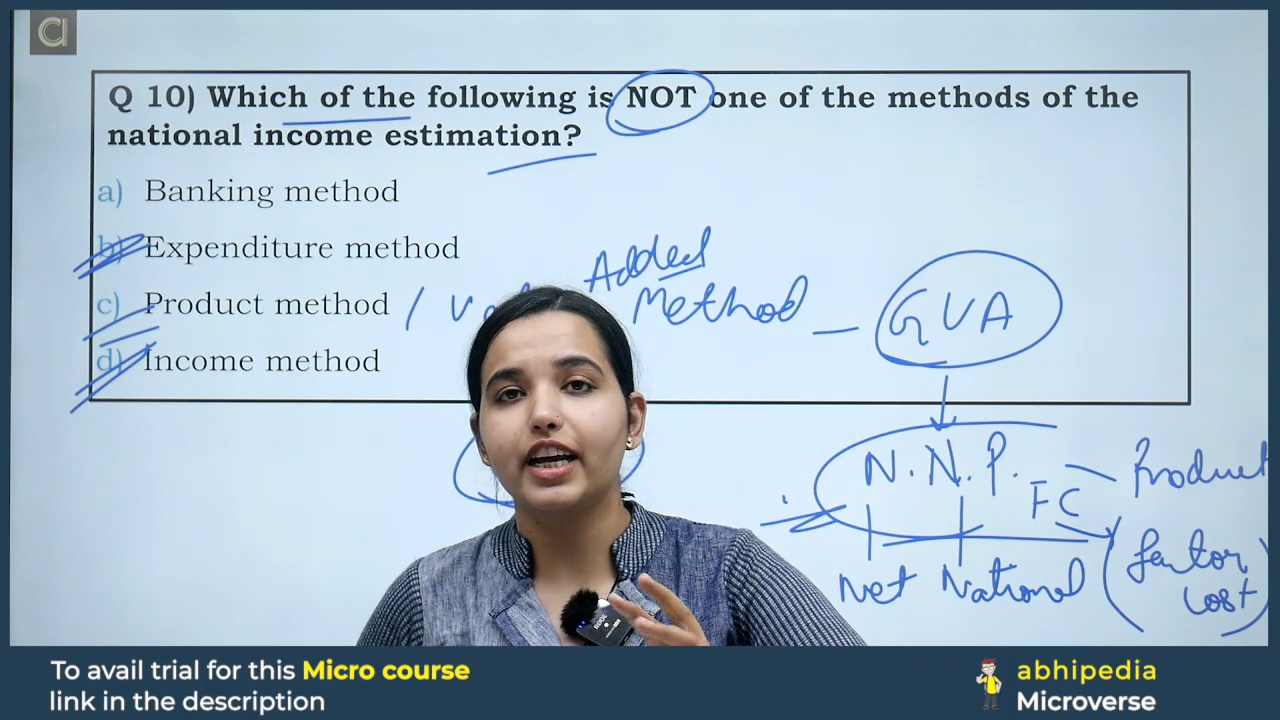 Q 10) Which of the following is NOT one of the methods of the
national income estimation?
a) Banking method
b) Expenditure method
c) Product method / Added Method – GVA
d) Income method
N.N.P. FC Product
Net National (factor cost)
To avail trial for this Micro course
link in the description
abhipedia
Microverse